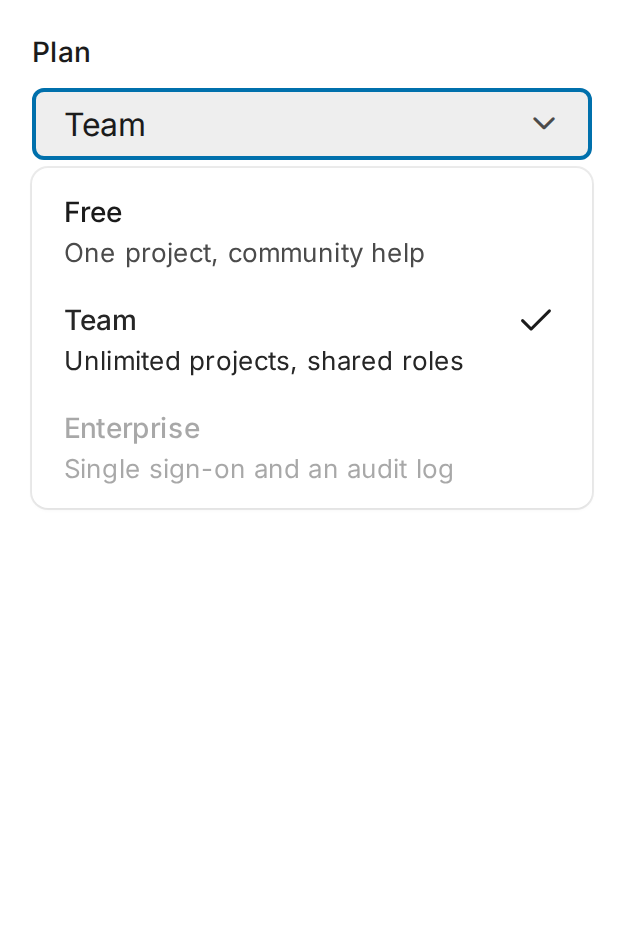 Plan
Team
Free
One project, community help
Team
Unlimited projects, shared roles
Enterprise
Single sign-on and an audit log